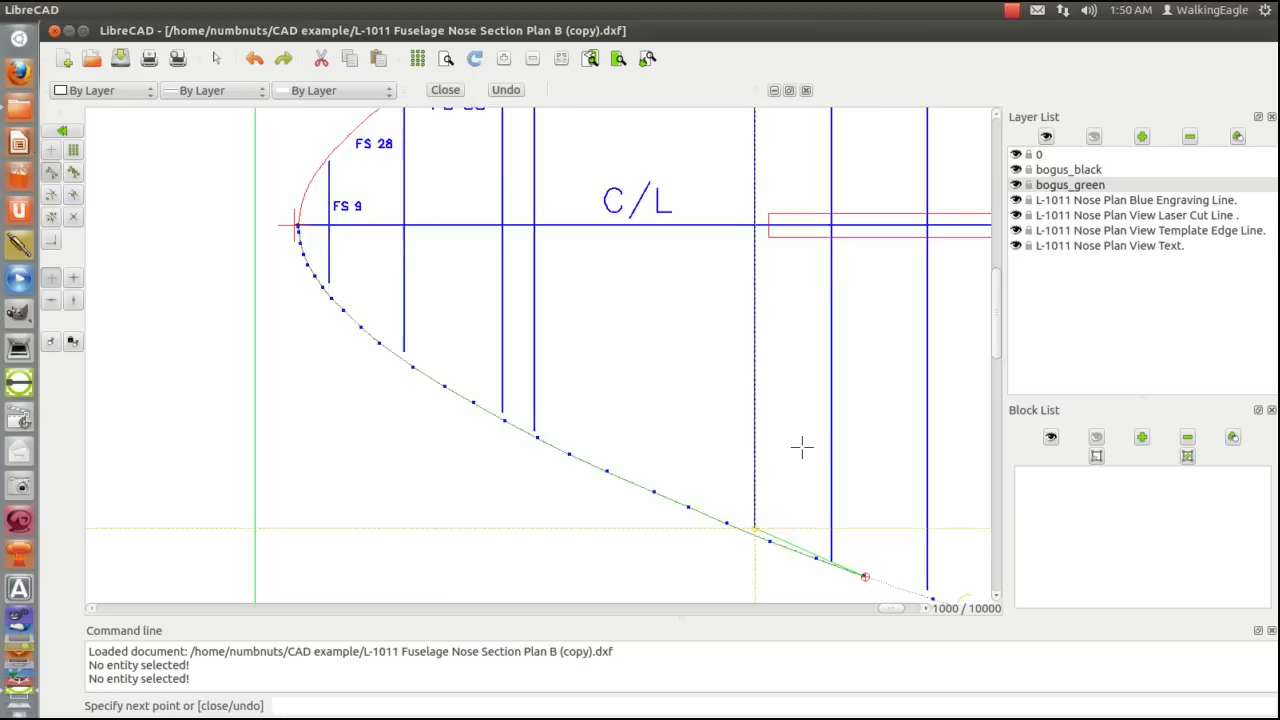 LibreCAD
1:50 AM
WalkingEagle
LibreCAD - [/home/numbnuts/CAD example/L-1011 Fuselage Nose Section Plan B (copy).dxf]
By Layer
By Layer
By Layer
Close
Undo
Layer List
0
bogus_black
bogus_green
L-1011 Nose Plan Blue Engraving Line.
L-1011 Nose Plan View Laser Cut Line .
L-1011 Nose Plan View Template Edge Line.
L-1011 Nose Plan View Text.
FS 28
FS 9
C/L
Block List
1000 / 10000
Command line
Loaded document: /home/numbnuts/CAD example/L-1011 Fuselage Nose Section Plan B (copy).dxf
No entity selected!
No entity selected!
Specify next point or [close/undo]